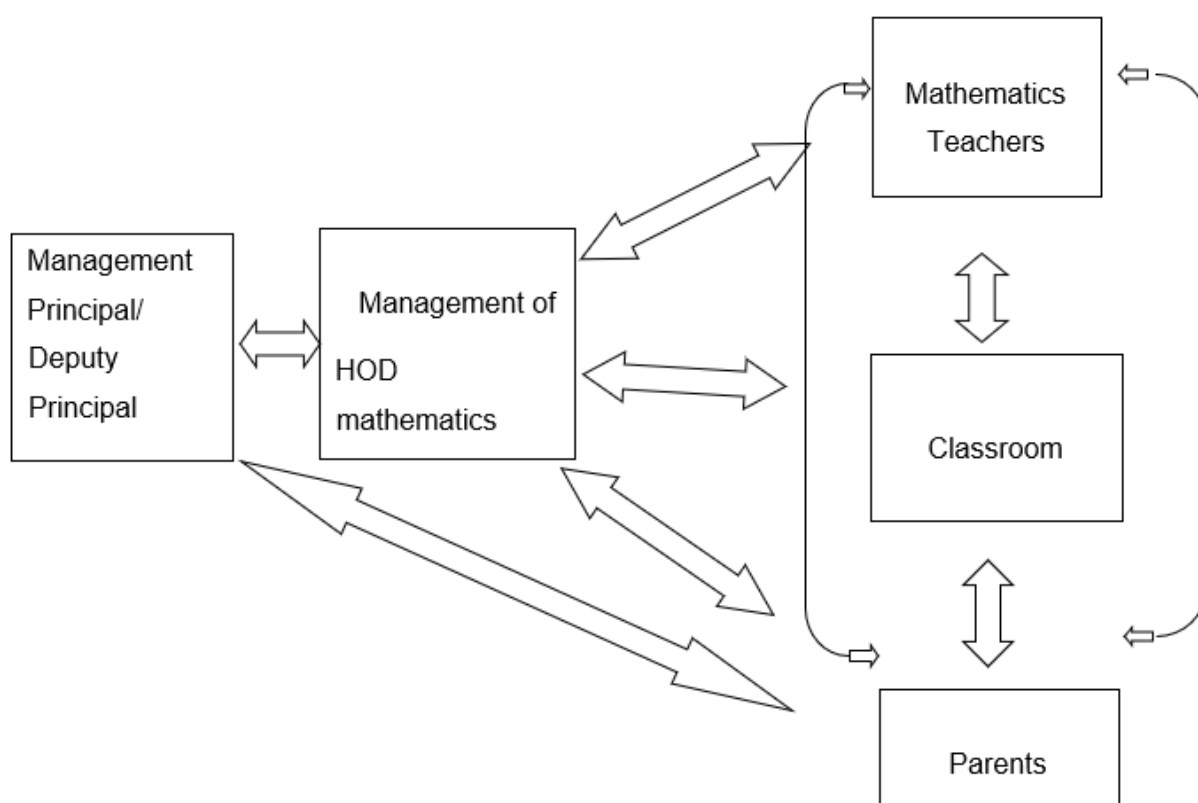 Management
Principal/
Deputy
Principal
Management of
HOD
mathematics
Mathematics
Teachers
Classroom
Parents